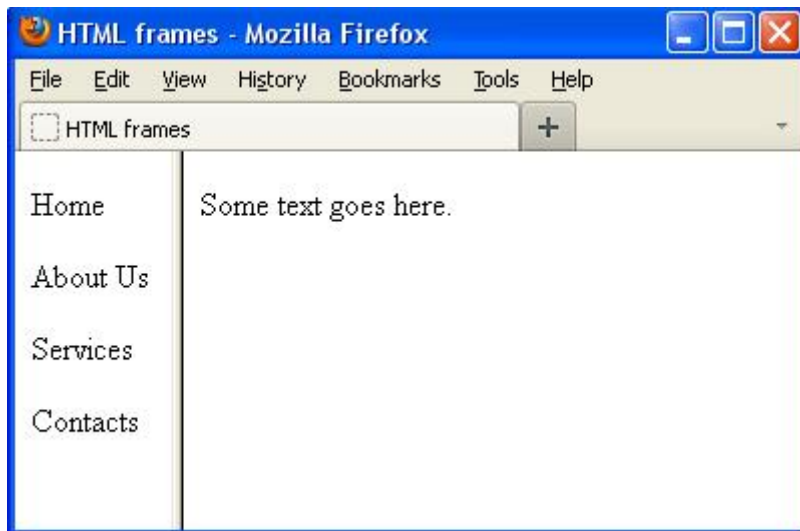 HTML frames - Mozilla Firefox
File Edit View History Bookmarks Tools Help
HTML frames
Home
About Us
Services
Contacts
Some text goes here.